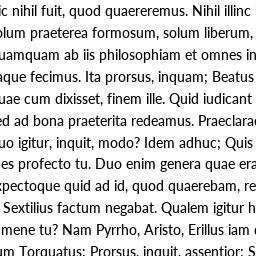 ic nihil fuit, quod quaereremus. Nihil illinc
olum praeterea formosum, solum liberum,
uamquam ab iis philosophiam et omnes in
aque fecimus. Ita prorsus, inquam; Beatus
uae cum dixisset, finem ille. Quid iudicant
ed ad bona praeterita redeamus. Praeclara
uo igitur, inquit, modo? Idem adhuc; Quis
es profecto tu. Duo enim genera quae era
xpectoque quid ad id, quod quaerebam, re
Sextilius factum negabat. Qualem igitur h
mene tu? Nam Pyrrho, Aristo, Erillus iam
um Torquatus: Prorsus, inquit, assentior; S